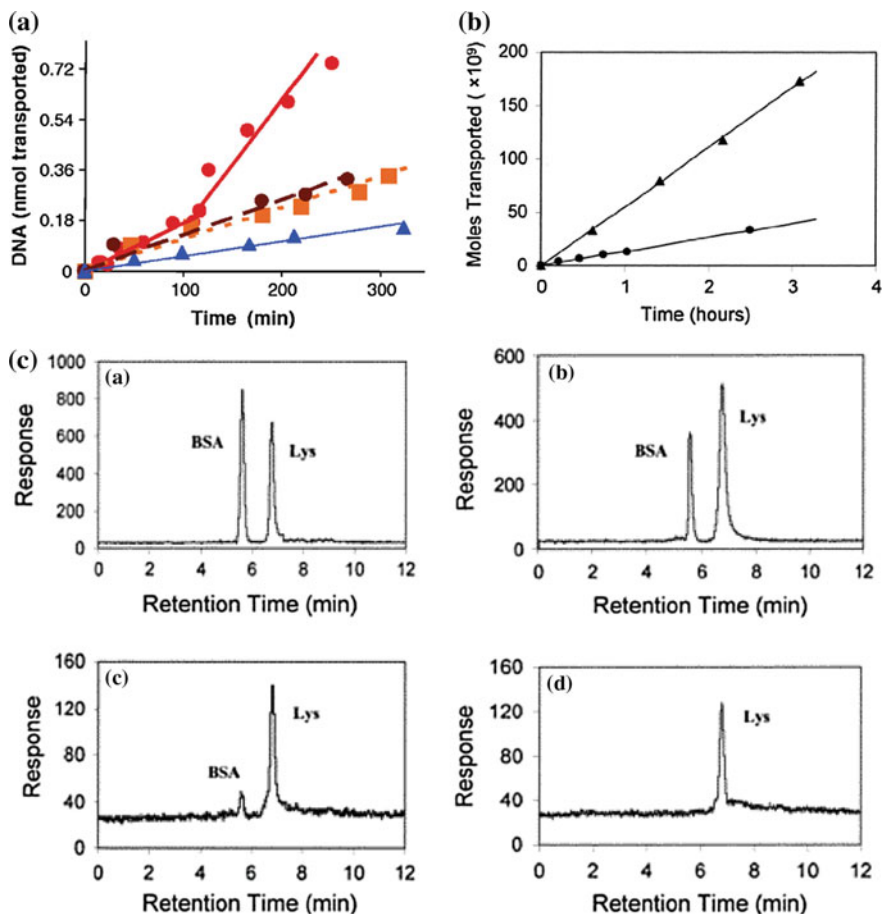 (a)
DNA (nmol transported)
0.72
0.54
0.36
0.18
0
0 100 200 300
Time (min)
(b)
Moles Transported ( ×10⁹)
200
150
100
50
0
0 1 2 3 4
Time (hours)
(c)
(a)
Response
1000
800
600
400
200
0
BSA
Lys
0 2 4 6 8 10 12
Retention Time (min)
(b)
Response
600
400
200
0
BSA
Lys
0 2 4 6 8 10 12
Retention Time (min)
(c)
Response
160
120
80
40
0
BSA
Lys
0 2 4 6 8 10 12
Retention Time (min)
(d)
Response
160
120
80
40
0
Lys
0 2 4 6 8 10 12
Retention Time (min)